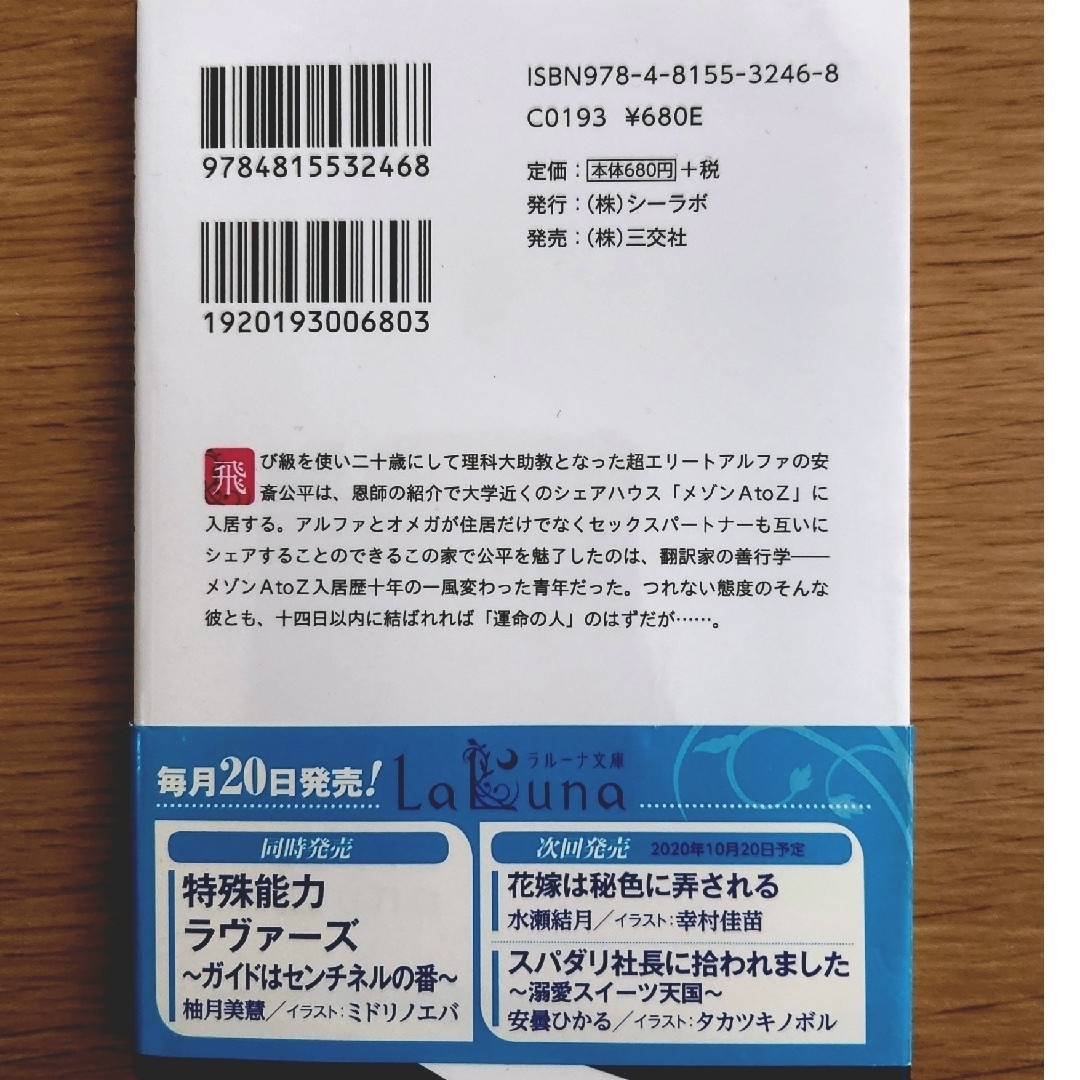 9784815532468
1920193006803
ISBN978-4-8155-3246-8
C0193 ¥680E
定価：本体680円＋税
発行：(株)シーラボ
発売：(株)三交社
飛び級を使い二十歳にして理科大助教となった超エリートアルファの安
斎公平は、恩師の紹介で大学近くのシェアハウス「メゾンAtoZ」に
入居する。アルファとオメガが住居だけでなくセックスパートナーも互いに
シェアすることのできるこの家で公平を魅了したのは、翻訳家の善行学――
メゾンAtoZ入居歴十年の一風変わった青年だった。つれない態度のそんな
彼とも、十四日以内に結ばれれば「運命の人」のはずだが……。
毎月20日発売!
ラルーナ文庫
LaLuna
同時発売
特殊能力
ラヴァーズ
～ガイドはセンチネルの番～
柚月美慧／イラスト：ミドリノエバ
次回発売 2020年10月20日予定
花嫁は秘色に弄される
水瀬結月／イラスト：幸村佳苗
スパダリ社長に拾われました
～溺愛スイーツ天国～
安曇ひかる／イラスト：タカツキノボル